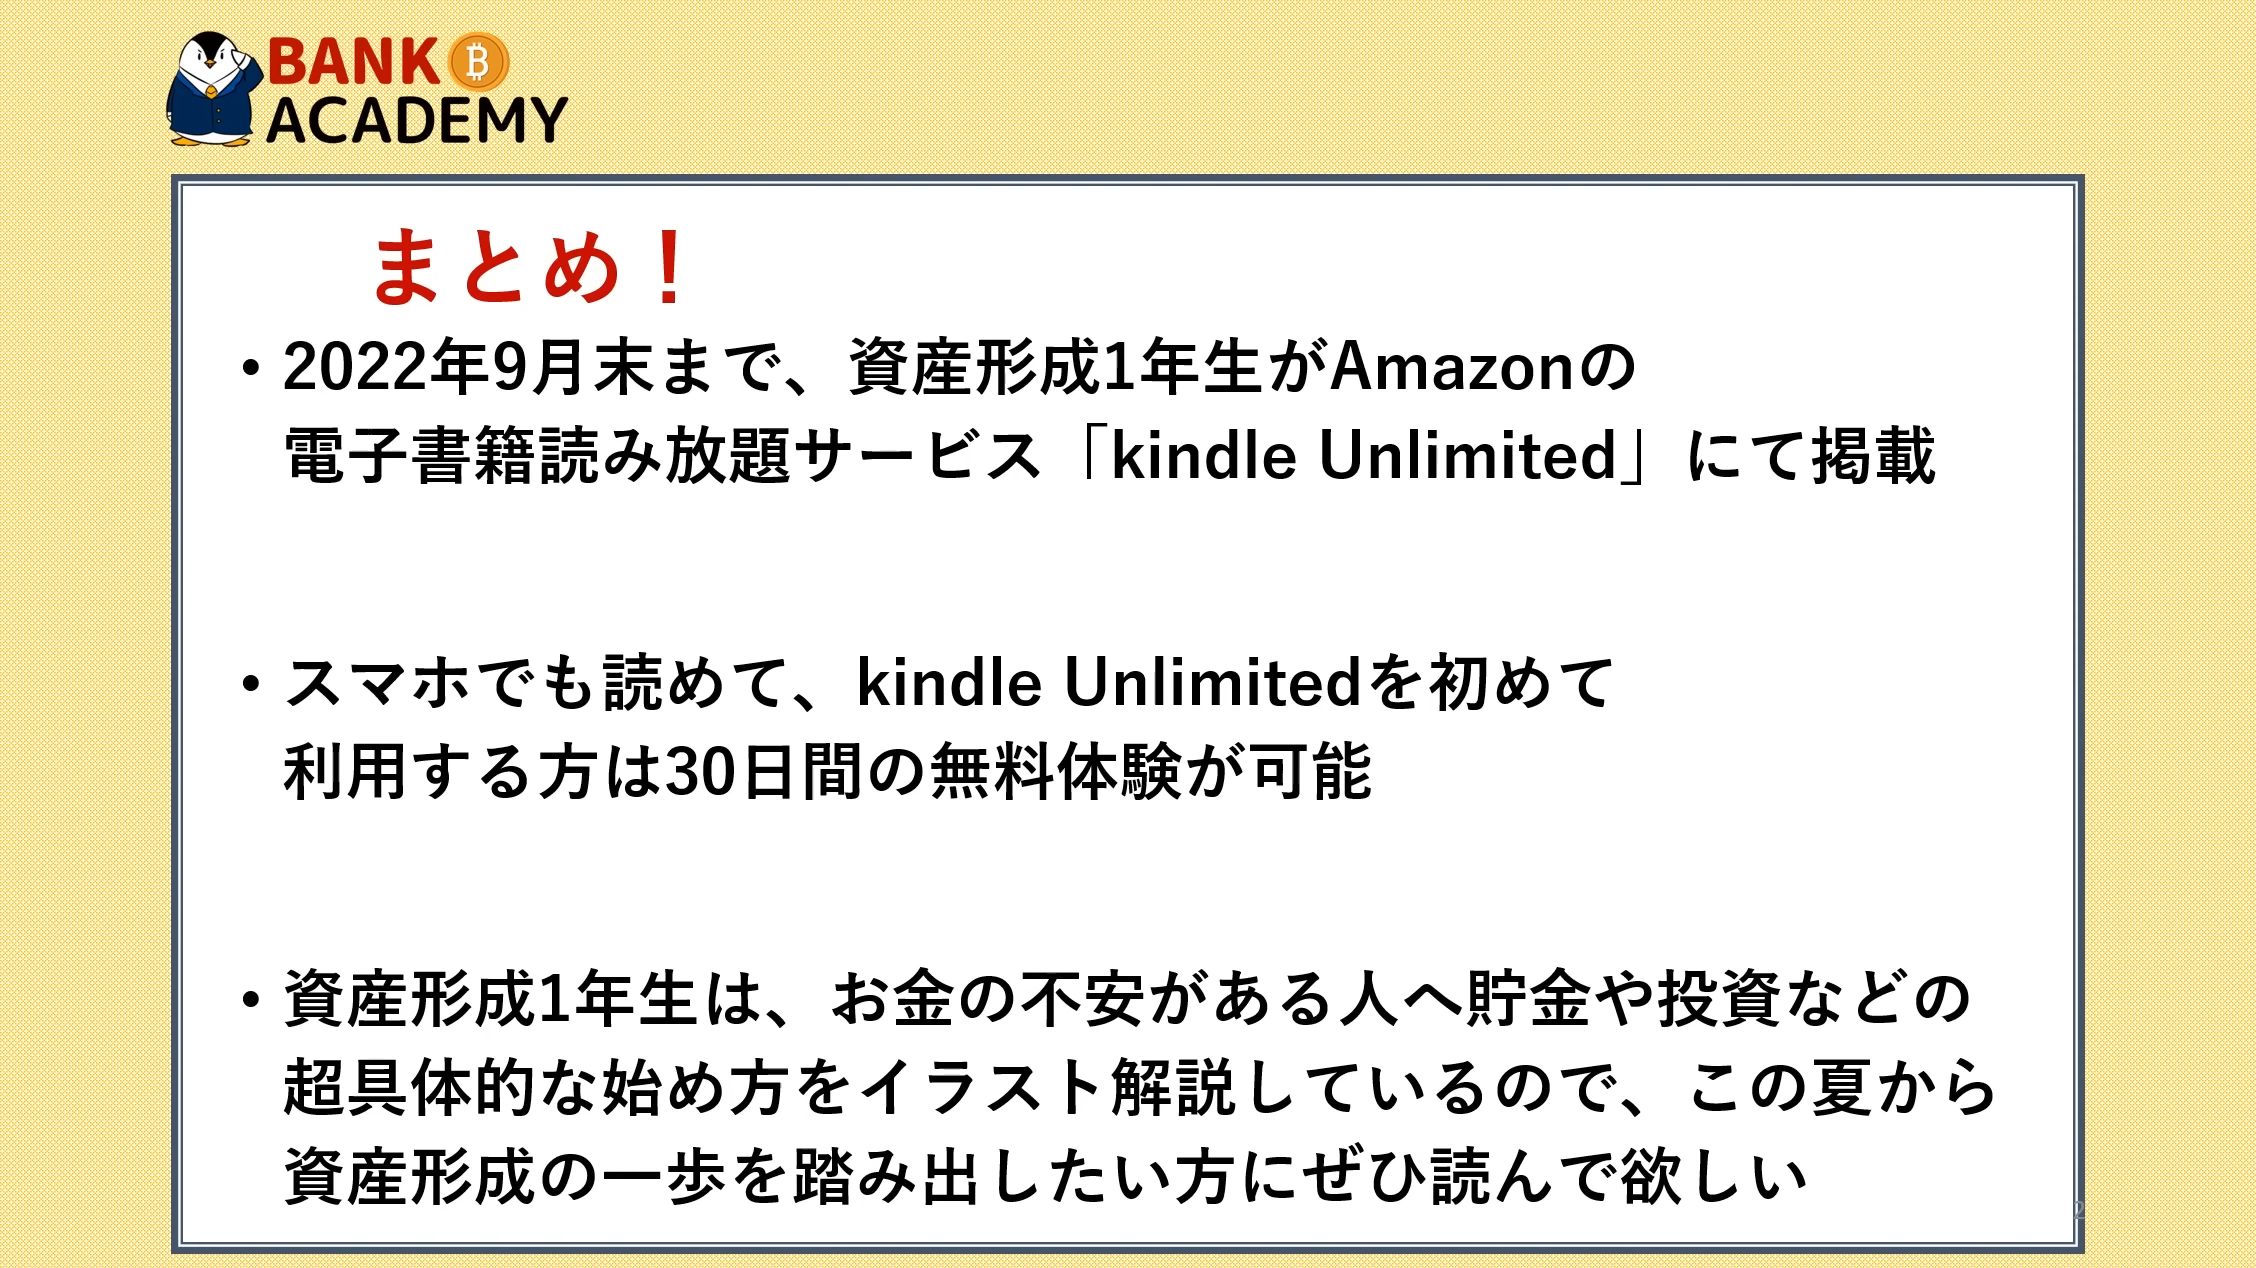 BANK
ACADEMY
まとめ！
• 2022年9月末まで、資産形成1年生がAmazonの
電子書籍読み放題サービス「kindle Unlimited」にて掲載
• スマホでも読めて、kindle Unlimitedを初めて
利用する方は30日間の無料体験が可能
• 資産形成1年生は、お金の不安がある人へ貯金や投資などの
超具体的な始め方をイラスト解説しているので、この夏から
資産形成の一歩を踏み出したい方にぜひ読んで欲しい
2